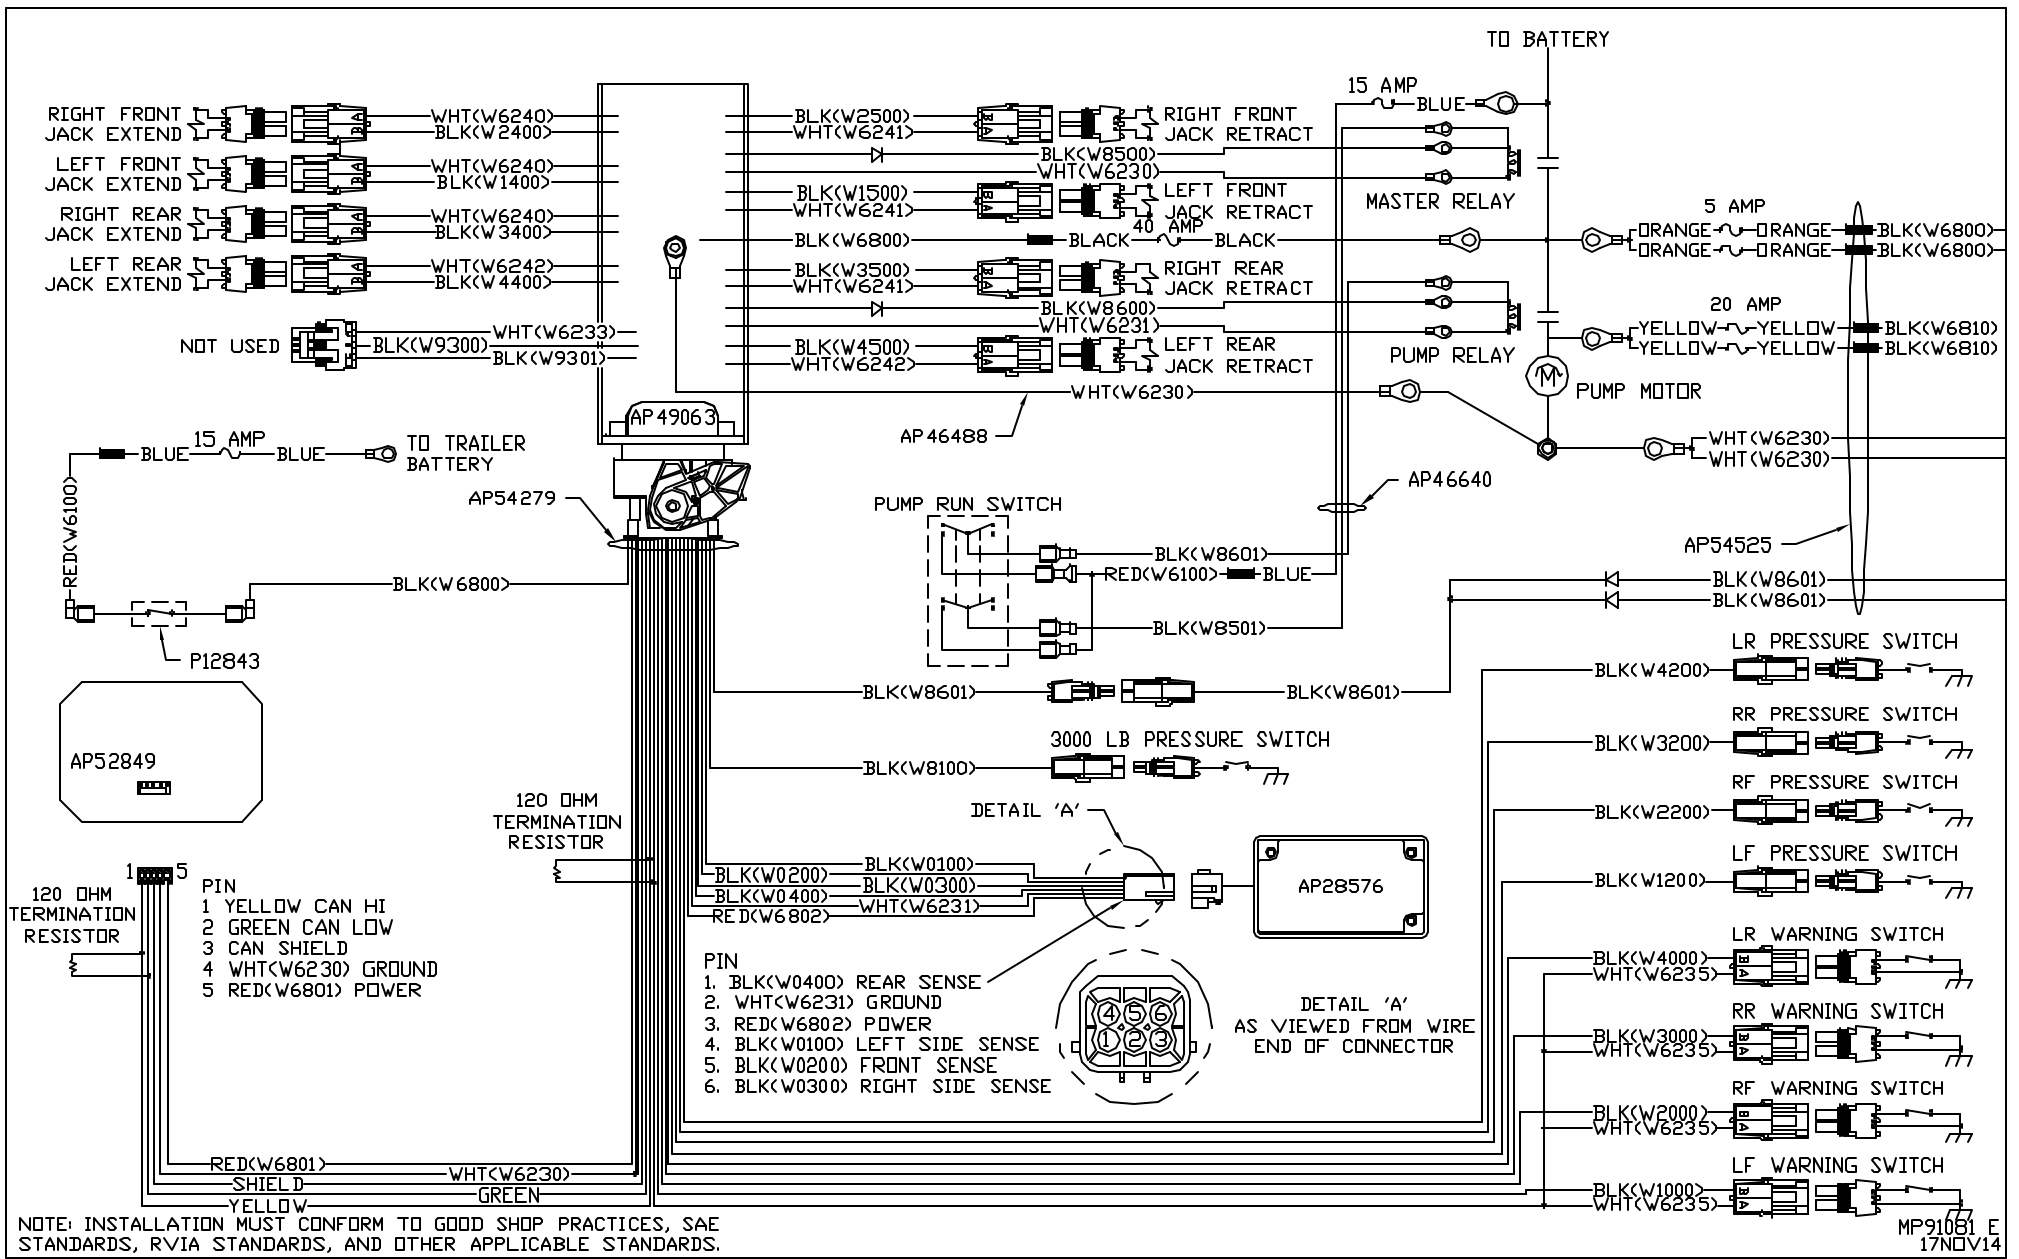 TO BATTERY
15 AMP
BLUE
RIGHT FRONT
JACK EXTEND
WHT(W6240)
BLK(W2400)
A
B
LEFT FRONT
JACK EXTEND
WHT(W6240)
BLK(W1400)
A
B
RIGHT REAR
JACK EXTEND
WHT(W6240)
BLK(W3400)
A
B
LEFT REAR
JACK EXTEND
WHT(W6242)
BLK(W4400)
A
B
NOT USED
WHT(W6233)
BLK(W9300)
BLK(W9301)
BLK(W2500)
WHT(W6241)
B
A
RIGHT FRONT
JACK RETRACT
BLK(W8500)
WHT(W6230)
BLK(W1500)
WHT(W6241)
B
A
LEFT FRONT
JACK RETRACT
40 AMP
BLK(W6800)
BLACK
BLACK
BLK(W3500)
WHT(W6241)
B
A
RIGHT REAR
JACK RETRACT
BLK(W8600)
WHT(W6231)
BLK(W4500)
WHT(W6242)
B
A
LEFT REAR
JACK RETRACT
WHT(W6230)
AP46488
MASTER RELAY
PUMP RELAY
M
PUMP MOTOR
5 AMP
ORANGE
ORANGE
BLK(W6800)
ORANGE
ORANGE
BLK(W6800)
20 AMP
YELLOW
YELLOW
BLK(W6810)
YELLOW
YELLOW
BLK(W6810)
WHT(W6230)
WHT(W6230)
AP46640
AP54525
BLK(W8601)
BLK(W8601)
AP49063
AP54279
15 AMP
BLUE
BLUE
TO TRAILER
BATTERY
RED(W6100)
BLK(W6800)
P12843
PUMP RUN SWITCH
BLK(W8601)
RED(W6100)
BLUE
BLK(W8501)
BLK(W8601)
BLK(W8601)
3000 LB PRESSURE SWITCH
BLK(W8100)
AP52849
120 OHM
TERMINATION
RESISTOR
1
5
120 OHM
TERMINATION
RESISTOR
PIN
1 YELLOW CAN HI
2 GREEN CAN LOW
3 CAN SHIELD
4 WHT(W6230) GROUND
5 RED(W6801) POWER
DETAIL 'A'
BLK(W0100)
BLK(W0200)
BLK(W0300)
BLK(W0400)
WHT(W6231)
RED(W6802)
AP28576
PIN
1. BLK(W0400) REAR SENSE
2. WHT(W6231) GROUND
3. RED(W6802) POWER
4. BLK(W0100) LEFT SIDE SENSE
5. BLK(W0200) FRONT SENSE
6. BLK(W0300) RIGHT SIDE SENSE
4 5 6
1 2 3
DETAIL 'A'
AS VIEWED FROM WIRE
END OF CONNECTOR
LR PRESSURE SWITCH
BLK(W4200)
RR PRESSURE SWITCH
BLK(W3200)
RF PRESSURE SWITCH
BLK(W2200)
LF PRESSURE SWITCH
BLK(W1200)
LR WARNING SWITCH
BLK(W4000)
WHT(W6235)
B
A
RR WARNING SWITCH
BLK(W3000)
WHT(W6235)
B
A
RF WARNING SWITCH
BLK(W2000)
WHT(W6235)
B
A
LF WARNING SWITCH
BLK(W1000)
WHT(W6235)
B
A
RED(W6801)
WHT(W6230)
SHIELD
GREEN
YELLOW
NOTE: INSTALLATION MUST CONFORM TO GOOD SHOP PRACTICES, SAE
STANDARDS, RVIA STANDARDS, AND OTHER APPLICABLE STANDARDS.
MP91081 E
17NOV14